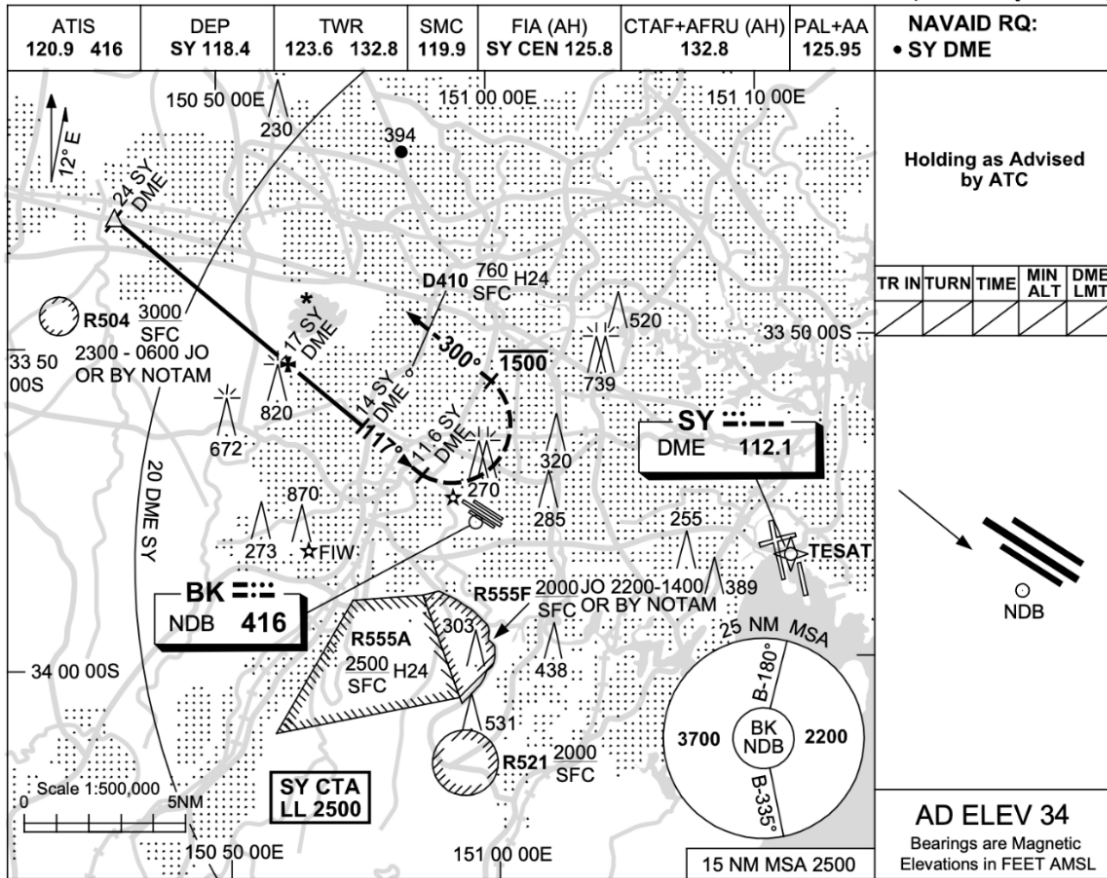 ATIS
120.9 416
DEP
SY 118.4
TWR
123.6 132.8
SMC
119.9
FIA (AH)
SY CEN 125.8
CTAF+AFRU (AH)
132.8
PAL+AA
125.95
NAVAID RQ:
• SY DME
150 50 00E
151 00 00E
151 10 00E
12° E
230
394
24 SY
DME
Holding as Advised
by ATC
TR IN
TURN
TIME
MIN
ALT
DME
LMT
D410
760
SFC
H24
R504
3000
SFC
2300 - 0600 JO
OR BY NOTAM
33 50
00S
17 SY
DME
300°
1500
520
33 50 00S
739
820
672
14 SY
DME
117°
11.6 SY
DME
320
270
285
SY
DME 112.1
20 DME SY
870
273
FIW
255
389
TESAT
BK
NDB 416
R555F
2000
SFC
JO 2200-1400
OR BY NOTAM
NDB
R555A
2500
SFC
H24
303
438
34 00 00S
25 NM MSA
B-180°
3700
BK
NDB
2200
B-335°
531
R521
2000
SFC
Scale 1:500,000
0
5NM
SY CTA
LL 2500
150 50 00E
151 00 00E
15 NM MSA 2500
AD ELEV 34
Bearings are Magnetic
Elevations in FEET AMSL